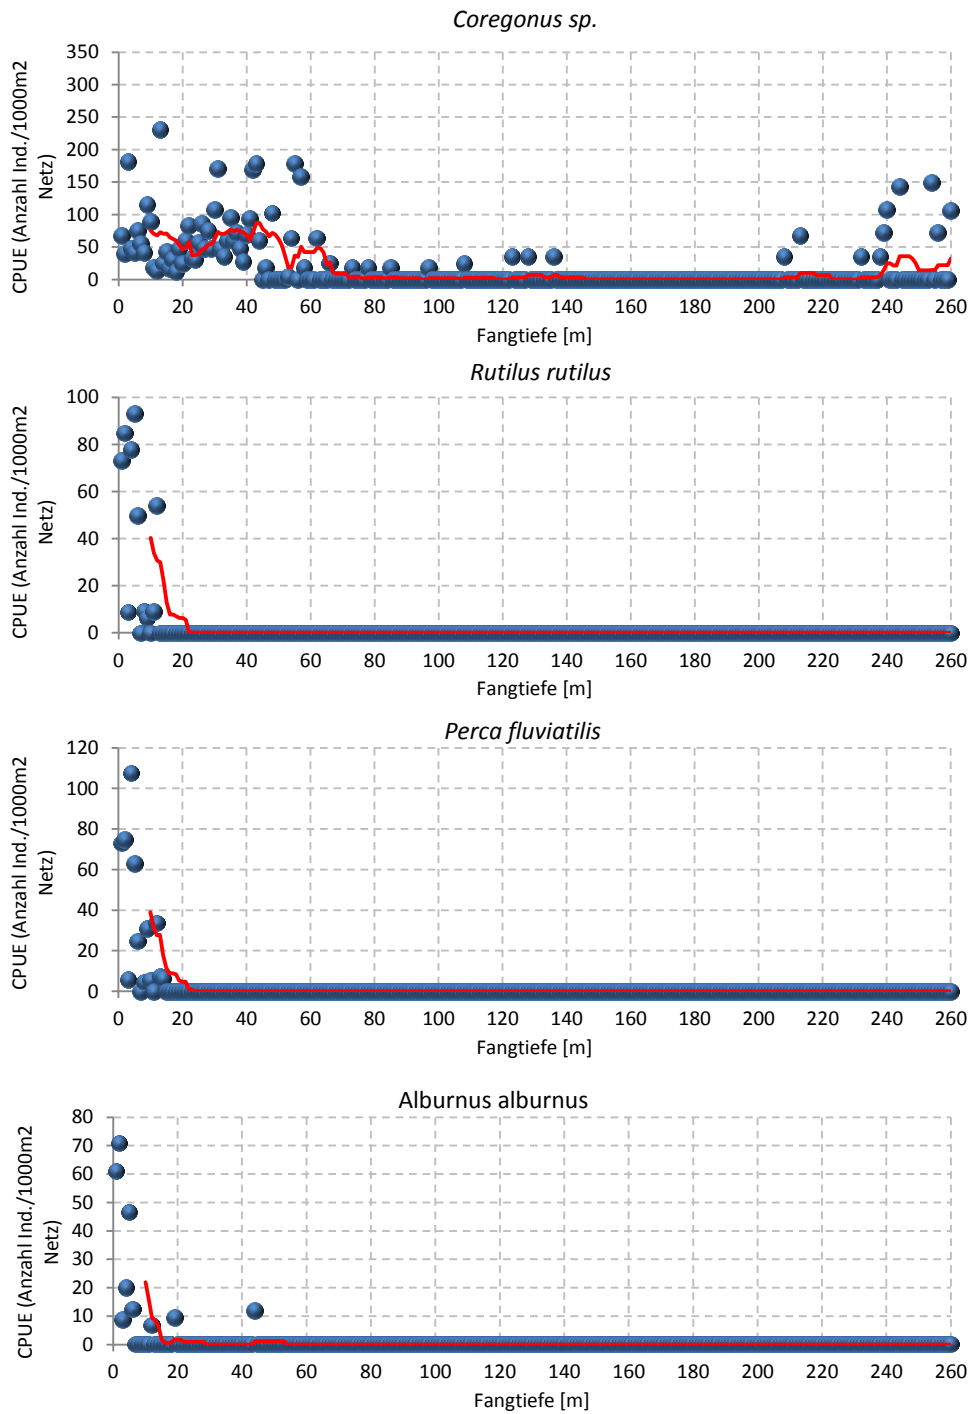 Coregonus sp.
CPUE (Anzahl Ind./1000m2
Netz)
350
300
250
200
150
100
50
0
0 20 40 60 80 100 120 140 160 180 200 220 240 260
Fangtiefe [m]
Rutilus rutilus
CPUE (Anzahl Ind./1000m2
Netz)
100
80
60
40
20
0
0 20 40 60 80 100 120 140 160 180 200 220 240 260
Fangtiefe [m]
Perca fluviatilis
CPUE (Anzahl Ind./1000m2
Netz)
120
100
80
60
40
20
0
0 20 40 60 80 100 120 140 160 180 200 220 240 260
Fangtiefe [m]
Alburnus alburnus
CPUE (Anzahl Ind./1000m2
Netz)
80
70
60
50
40
30
20
10
0
0 20 40 60 80 100 120 140 160 180 200 220 240 260
Fangtiefe [m]